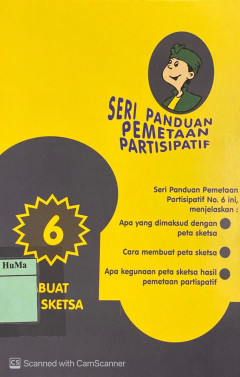 SERI PANDUAN
PEMETAAN
PARTISIPATIF
Seri Panduan Pemetaan
Partisipatif No. 6 ini,
menjelaskan :
Apa yang dimaksud dengan
peta sketsa
Cara membuat peta sketsa
Apa kegunaan peta sketsa hasil
pemetaan partispatif
6
HuMa
BUAT
SKETSA
CS Scanned with CamScanner